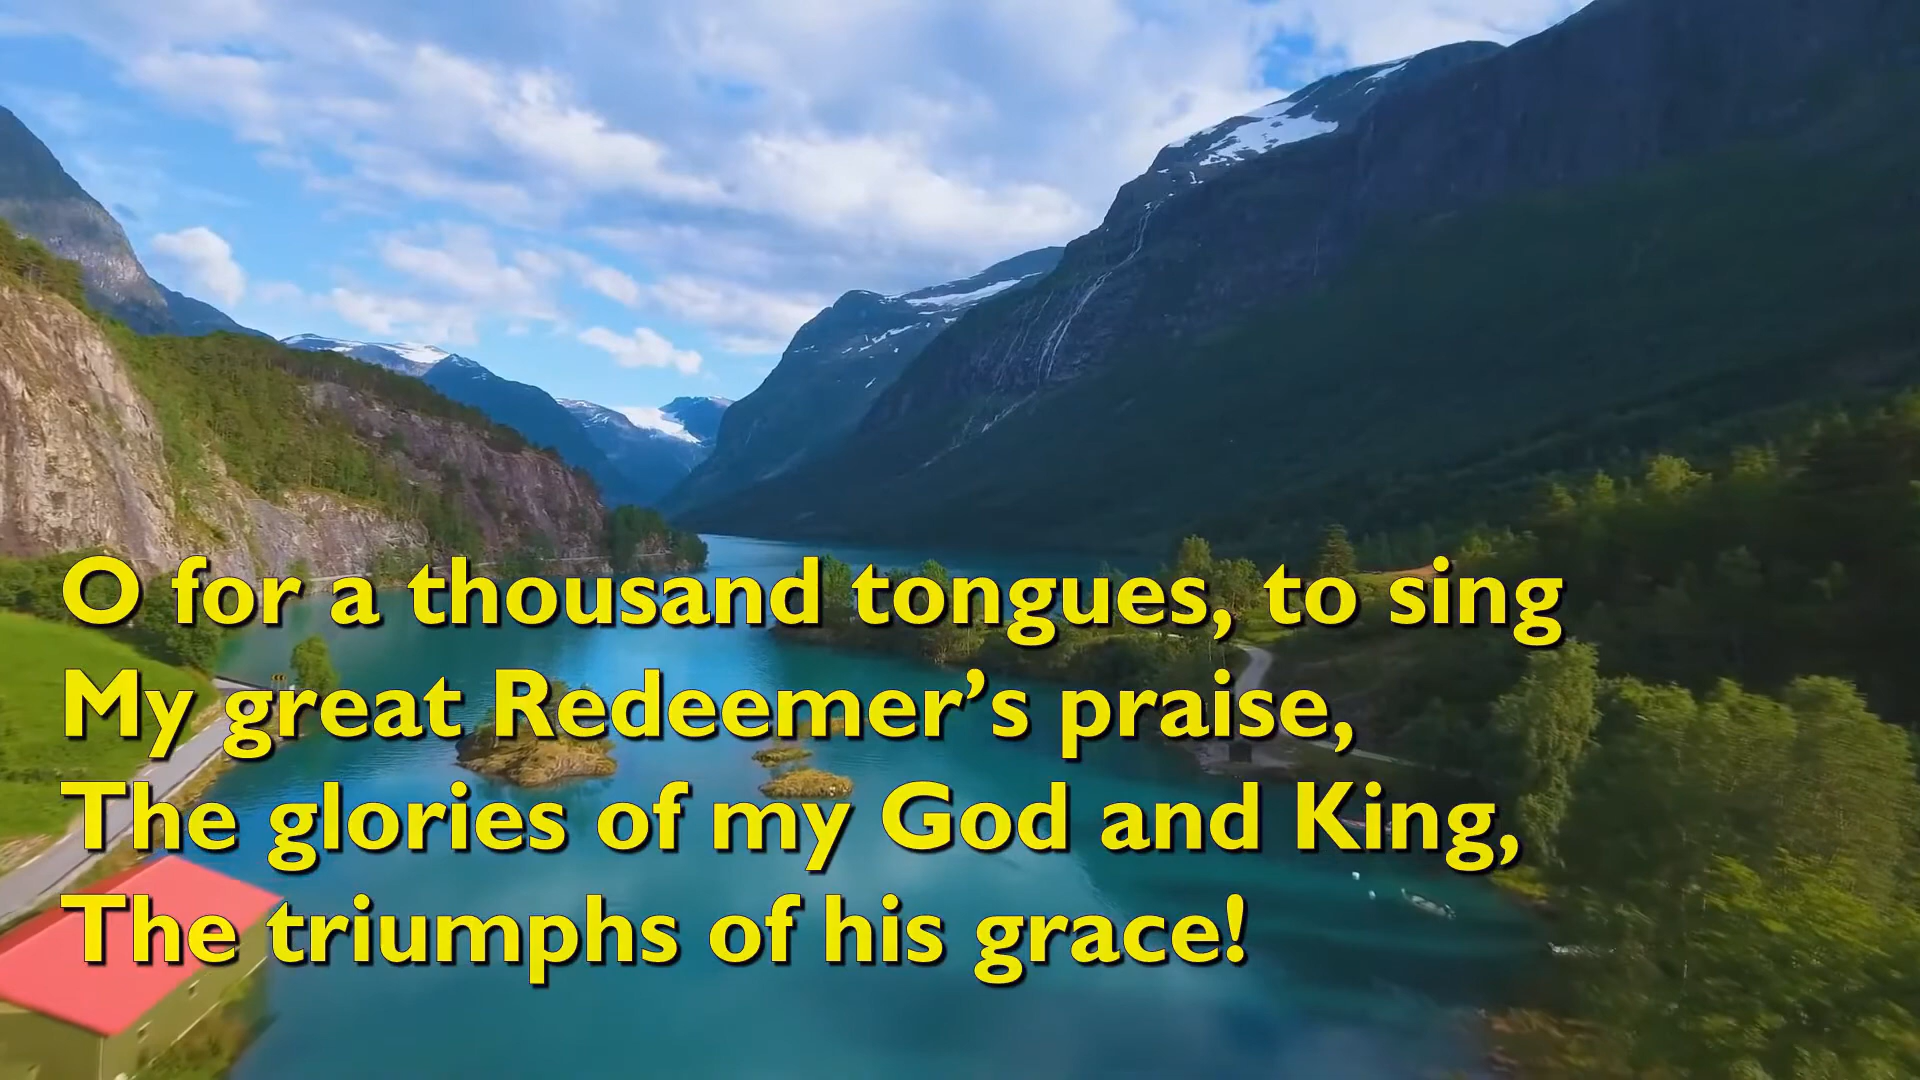 O for a thousand tongues, to sing
My great Redeemer’s praise,
The glories of my God and King,
The triumphs of his grace!